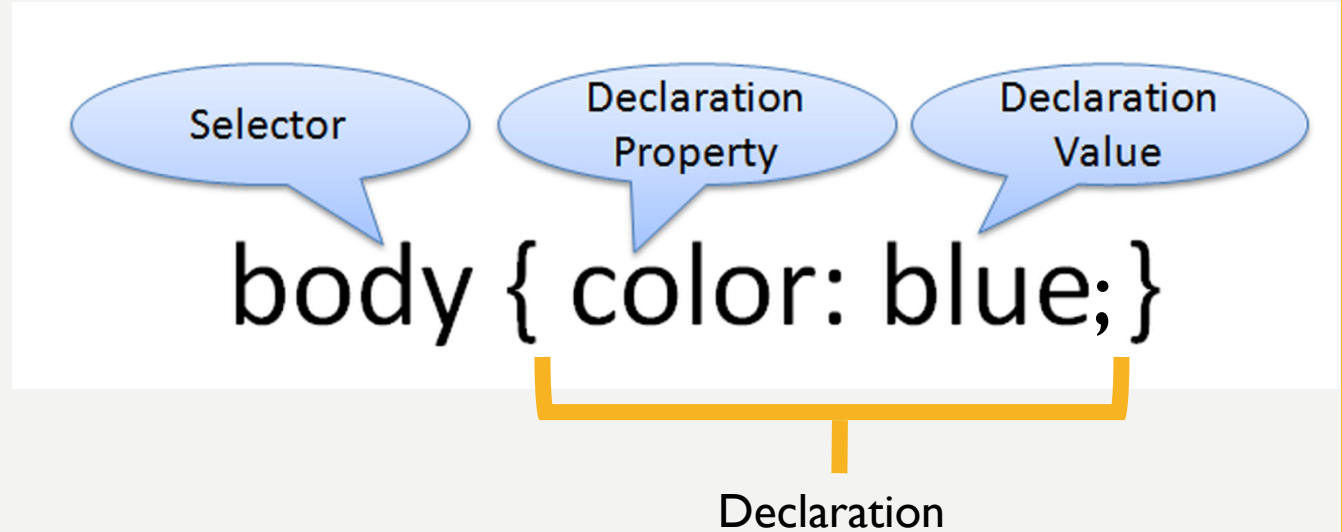 Selector
Declaration
Property
Declaration
Value
body { color: blue; }
Declaration